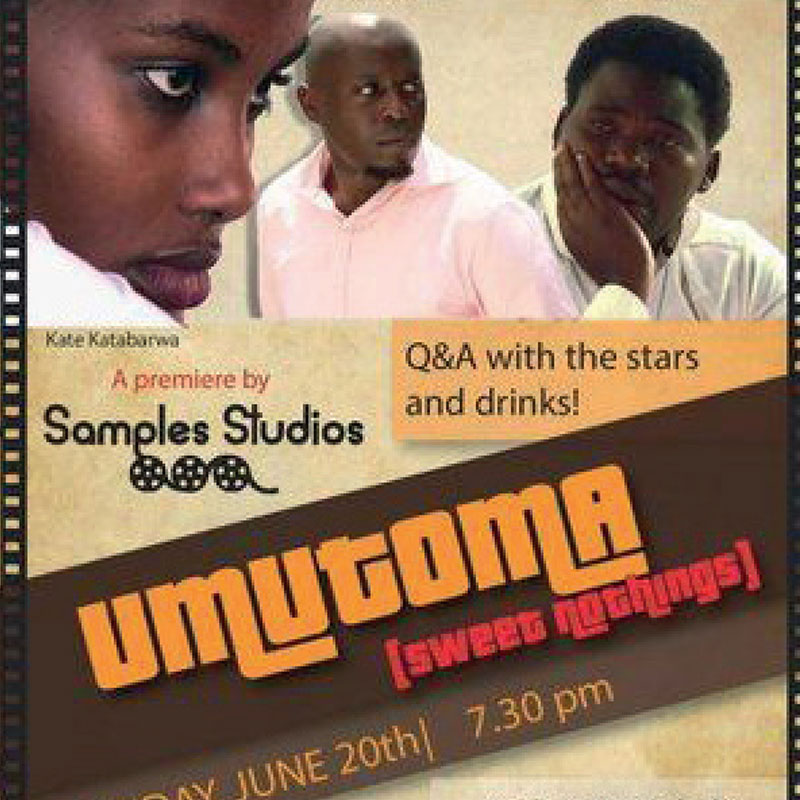 Kate Katabarwa
A premiere by
Samples Studios
Q&A with the stars
and drinks!
UMUTOMA
[sweet nothings]
JUNE 20th| 7.30 pm